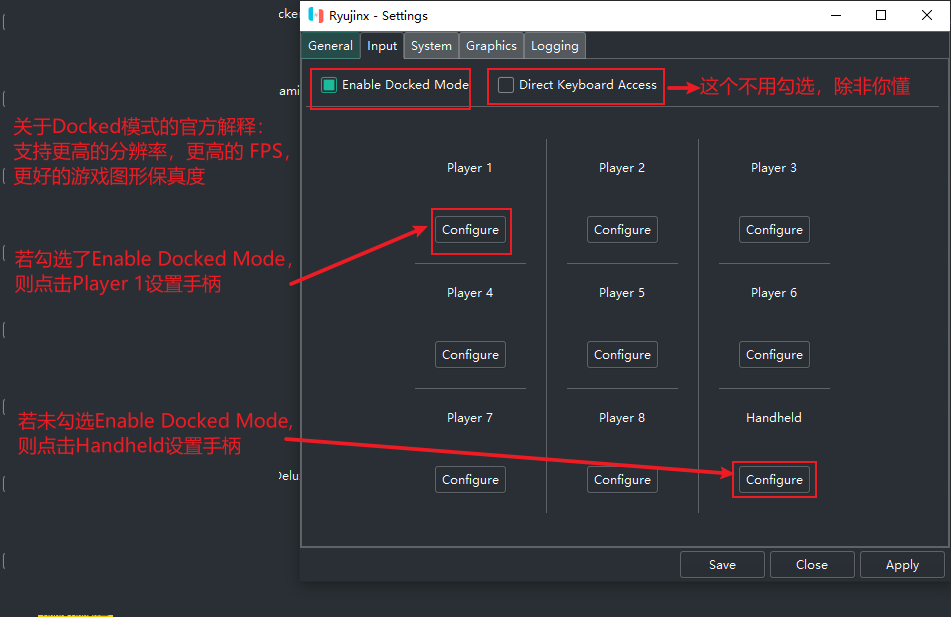 Ryujinx - Settings
General Input System Graphics Logging
Enable Docked Mode Direct Keyboard Access 这个不用勾选，除非你懂
关于Docked模式的官方解释：
支持更高的分辨率，更高的 FPS，
更好的游戏图形保真度
Player 1 Player 2 Player 3
Configure Configure Configure
若勾选了Enable Docked Mode，
则点击Player 1设置手柄
Player 4 Player 5 Player 6
Configure Configure Configure
Player 7 Player 8 Handheld
若未勾选Enable Docked Mode,
则点击Handheld设置手柄
Configure Configure Configure
Save Close Apply